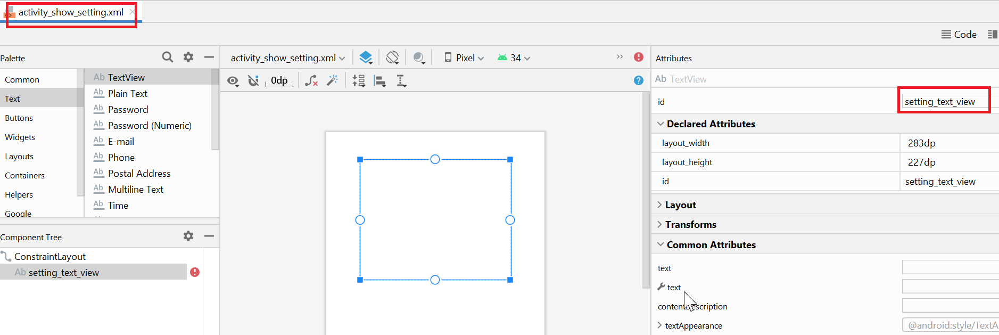 activity_show_setting.xml
Code
Palette
Common
Text
Buttons
Widgets
Layouts
Containers
Helpers
Google
Ab TextView
Ab Plain Text
Ab Password
Ab Password (Numeric)
Ab E-mail
Ab Phone
Ab Postal Address
Ab Multiline Text
Ab Time
Component Tree
ConstraintLayout
Ab setting_text_view
activity_show_setting.xml
Pixel
34
0dp
Attributes
Ab TextView
id setting_text_view
Declared Attributes
layout_width 283dp
layout_height 227dp
id setting_text_view
Layout
Transforms
Common Attributes
text
text
contentDescription
textAppearance @android:style/TextA